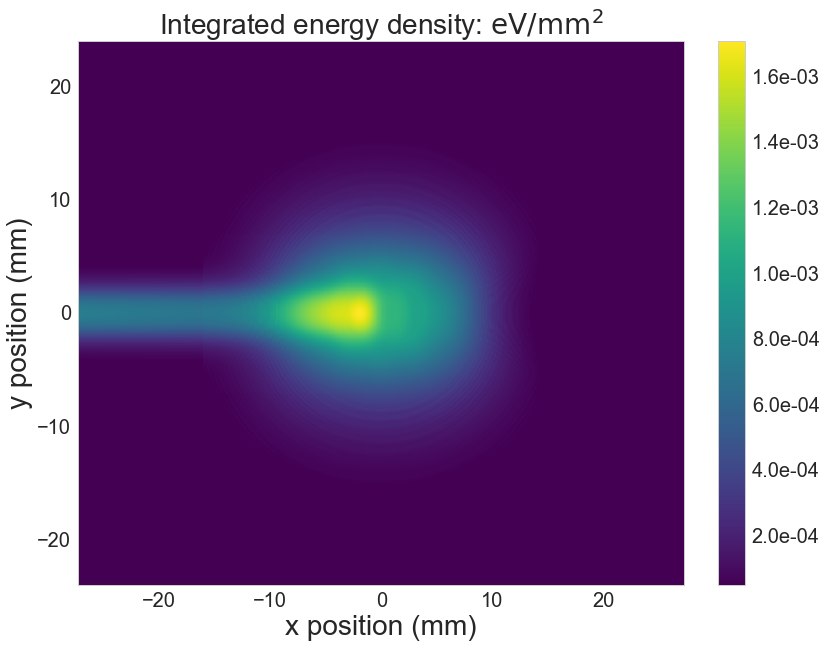 Integrated energy density: eV/mm²
20
10
0
−10
−20
y position (mm)
−20
−10
0
10
20
x position (mm)
1.6e-03
1.4e-03
1.2e-03
1.0e-03
8.0e-04
6.0e-04
4.0e-04
2.0e-04